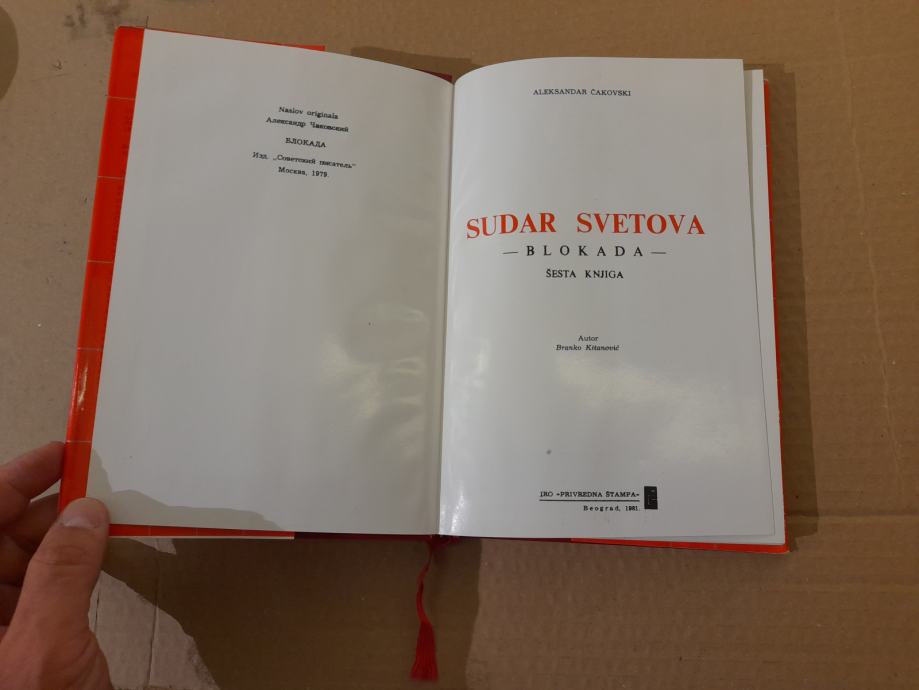 Naslov originala
Александр Чаковский
БЛОКАДА
Изд. „Советский писатель“
Москва, 1979.
ALEKSANDAR ČAKOVSKI
SUDAR SVETOVA
— BLOKADA —
ŠESTA KNJIGA
Autor
Branko Kitanović
IRO »PRIVREDNA ŠTAMPA«
Beograd, 1981.